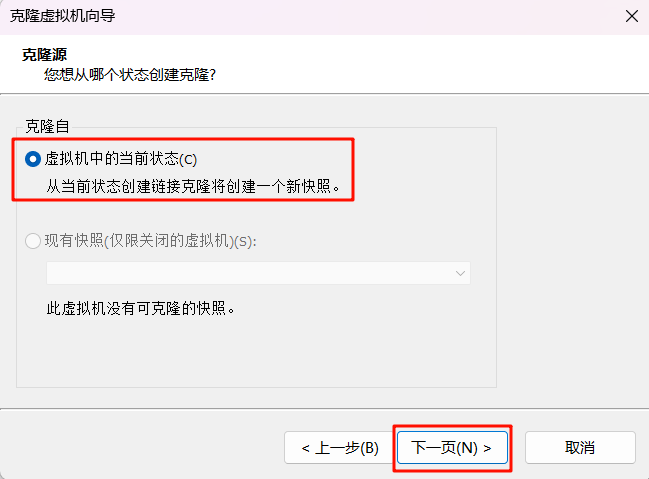 克隆虚拟机向导
克隆源
您想从哪个状态创建克隆?
克隆自
虚拟机中的当前状态(C)
从当前状态创建链接克隆将创建一个新快照。
现有快照(仅限关闭的虚拟机)(S):
此虚拟机没有可克隆的快照。
< 上一步(B)
下一页(N) >
取消